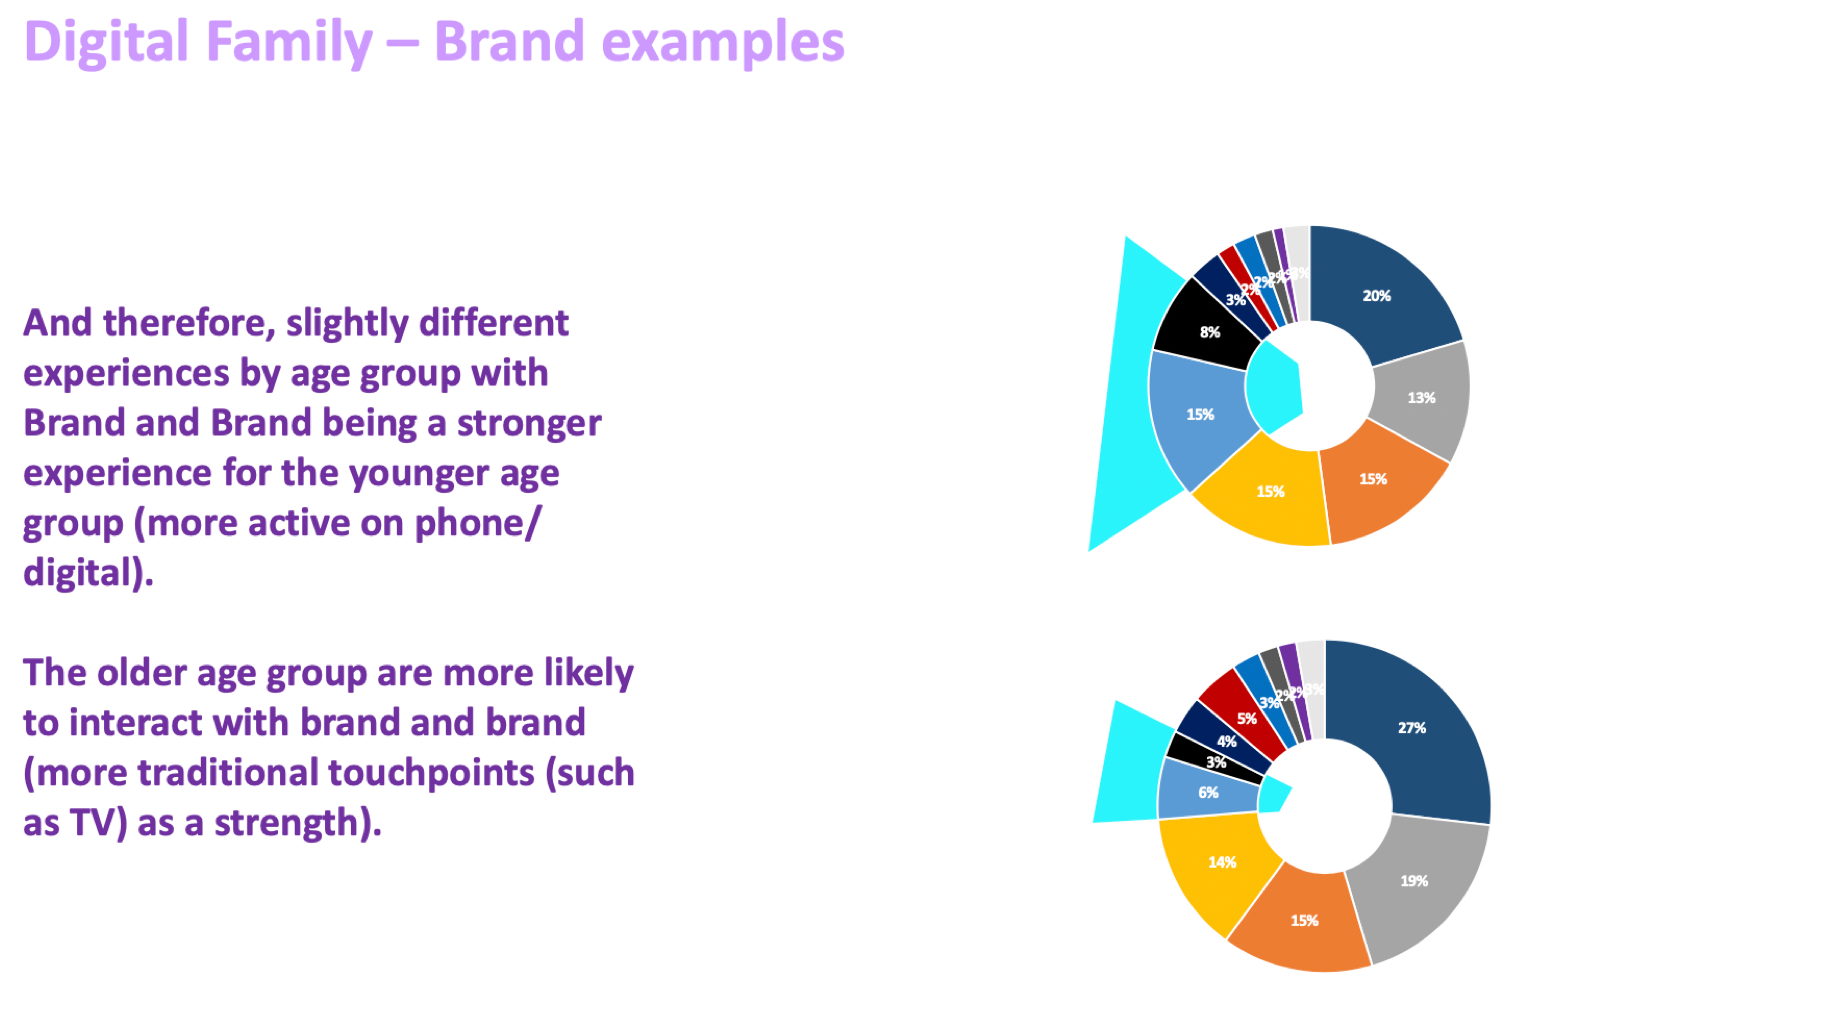 Digital Family – Brand examples
And therefore, slightly different
experiences by age group with
Brand and Brand being a stronger
experience for the younger age
group (more active on phone/
digital).
The older age group are more likely
to interact with brand and brand
(more traditional touchpoints (such
as TV) as a strength).
20%
13%
15%
15%
15%
8%
3%
2%
2%
2%
1%
3%
27%
19%
15%
14%
6%
3%
4%
5%
3%
2%
2%
3%